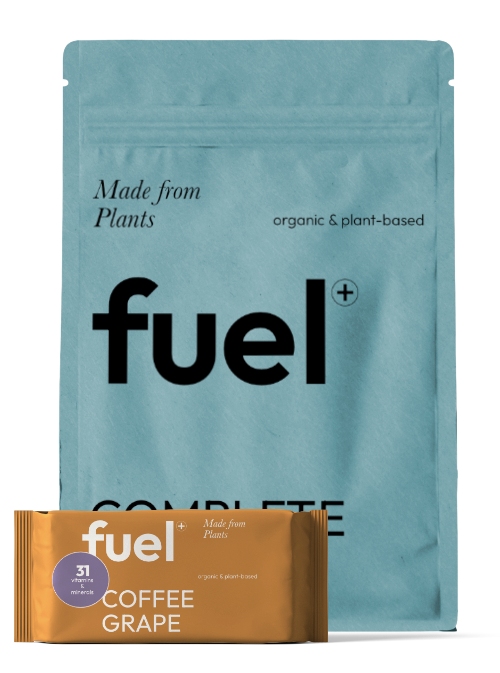 Made from
Plants
organic & plant-based
fuel+
COMPLETE
fuel+
Made from
Plants
organic & plant-based
31
vitamins
&
minerals
COFFEE
GRAPE